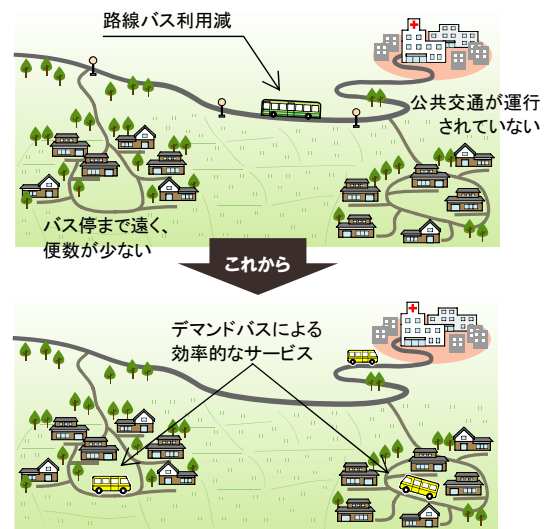 路線バス利用減
公共交通が運行
されていない
バス停まで遠く、
便数が少ない
これから
デマンドバスによる
効率的なサービス